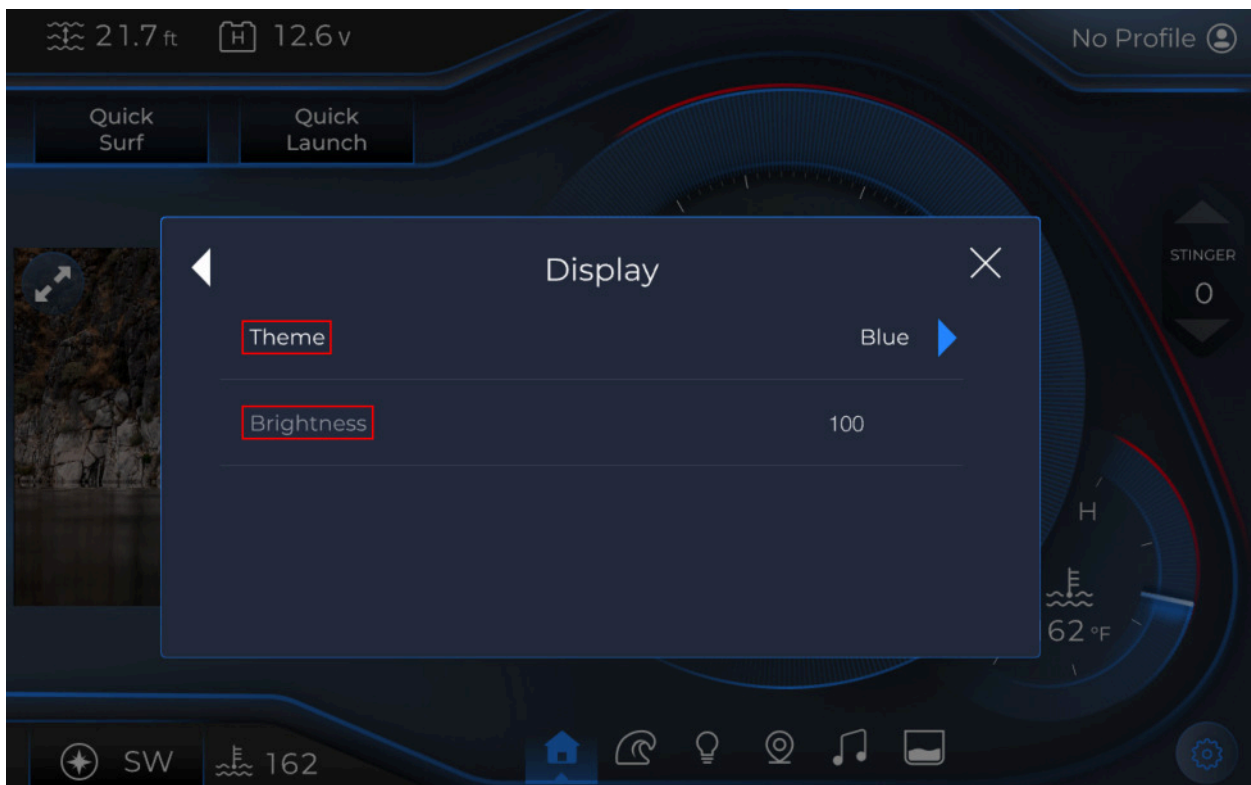 21.7 ft
H 12.6 v
No Profile
Quick
Surf
Quick
Launch
STINGER
0
Display
Theme
Blue
Brightness
100
H
62 °F
SW
162